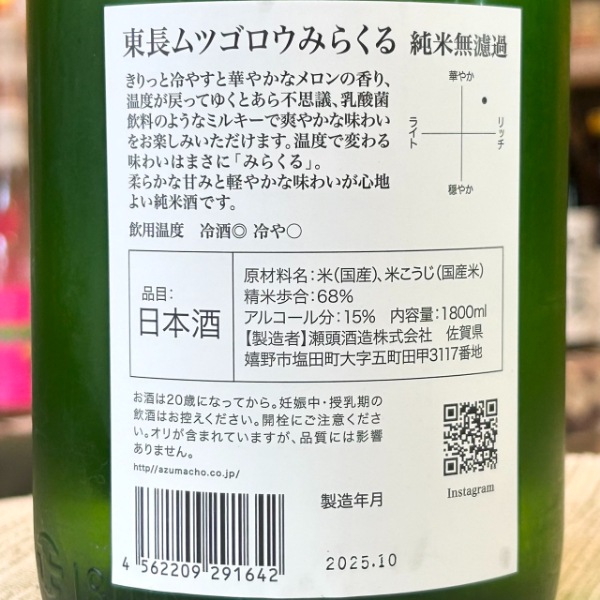 東長ムツゴロウみらくる 純米無濾過
きりっと冷やすと華やかなメロンの香り、
温度が戻ってゆくとあら不思議、乳酸菌
飲料のようなミルキーで爽やかな味わい
をお楽しみいただけます。温度で変わる
味わいはまさに「みらくる」。
柔らかな甘みと軽やかな味わいが心地
よい純米酒です。
飲用温度 冷酒◎ 冷や○
華やか
ライト
リッチ
穏やか
品目:
日本酒
原材料名:米(国産)、米こうじ(国産米)
精米歩合:68%
アルコール分:15% 内容量:1800ml
【製造者】瀬頭酒造株式会社 佐賀県
嬉野市塩田町大字五町田甲3117番地
お酒は20歳になってから。妊娠中・授乳期の
飲酒はお控えください。開栓にご注意くださ
い。オリが含まれていますが、品質には影響
ありません。
http//azumacho.co.jp/
Instagram
製造年月
2025.10
4 562209 291642